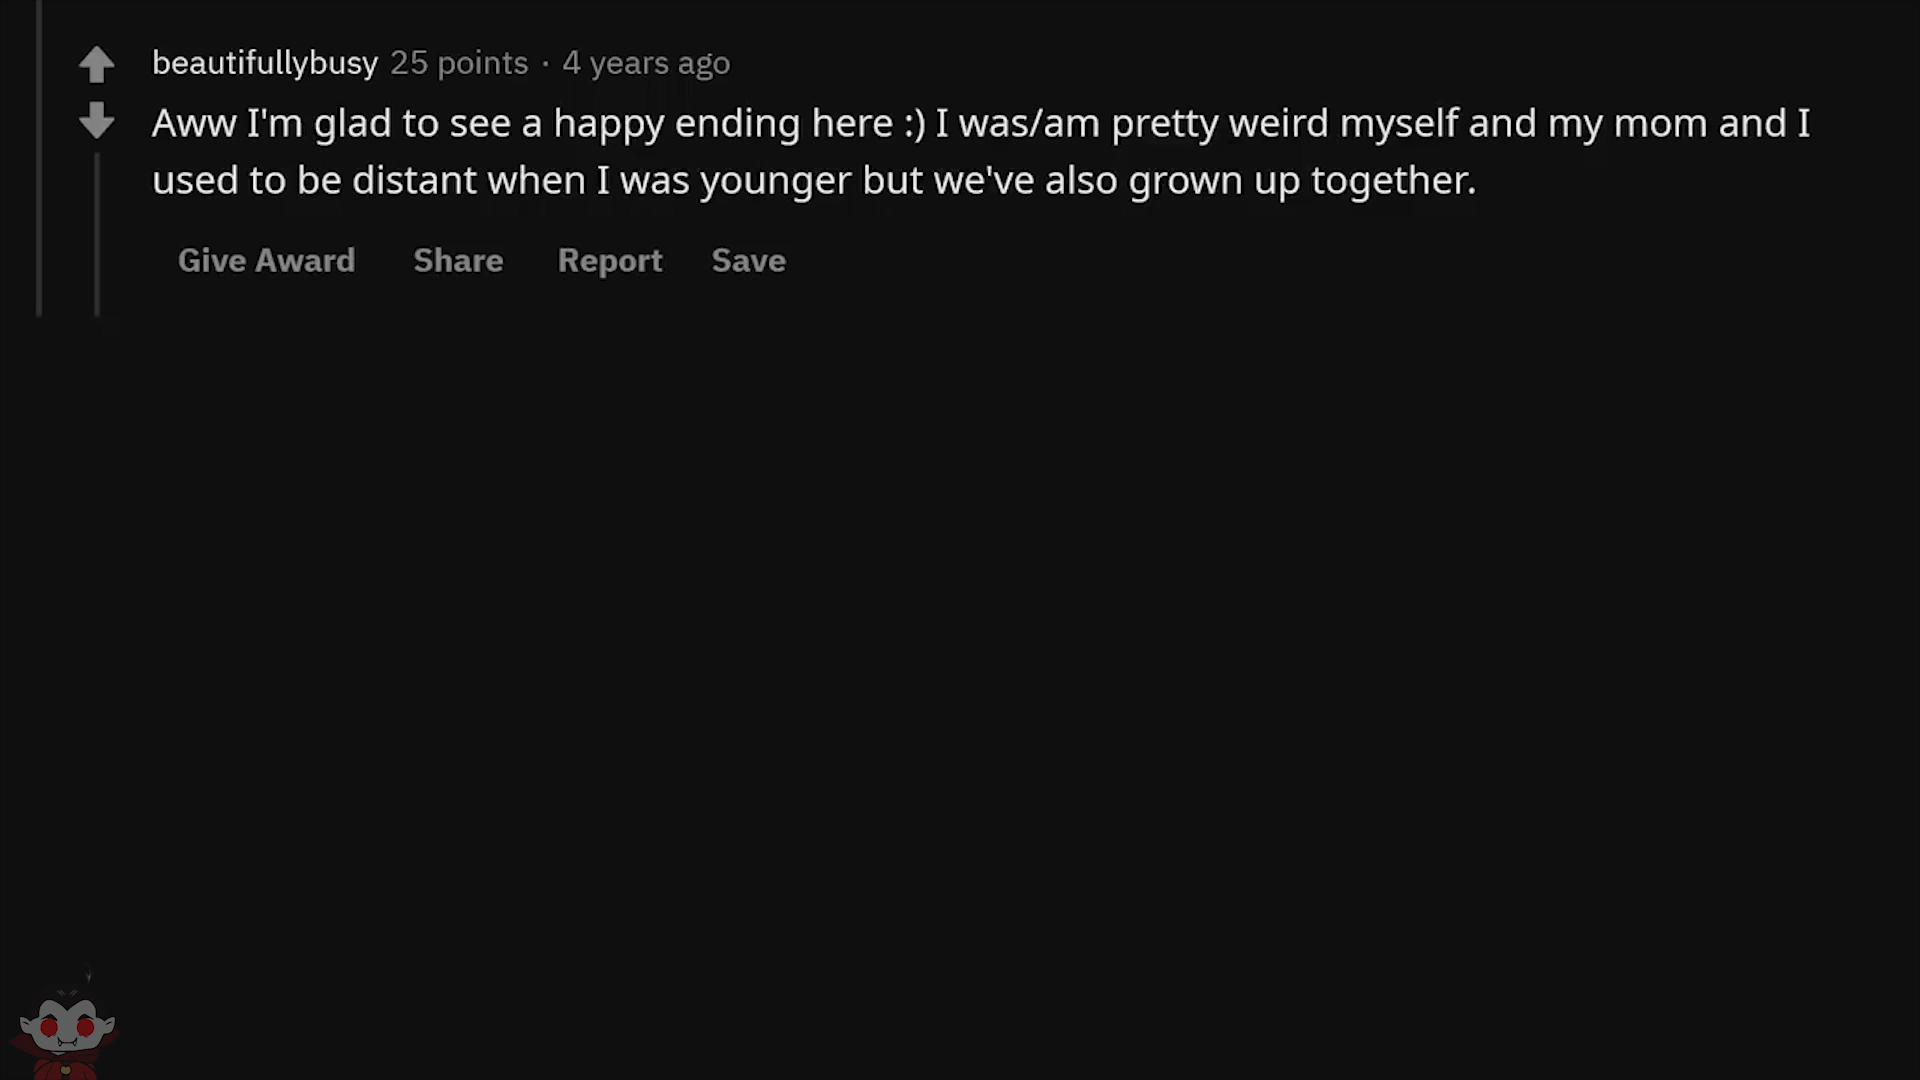 beautifullybusy 25 points · 4 years ago
Aww I'm glad to see a happy ending here :) I was/am pretty weird myself and my mom and I
used to be distant when I was younger but we've also grown up together.
Give Award Share Report Save